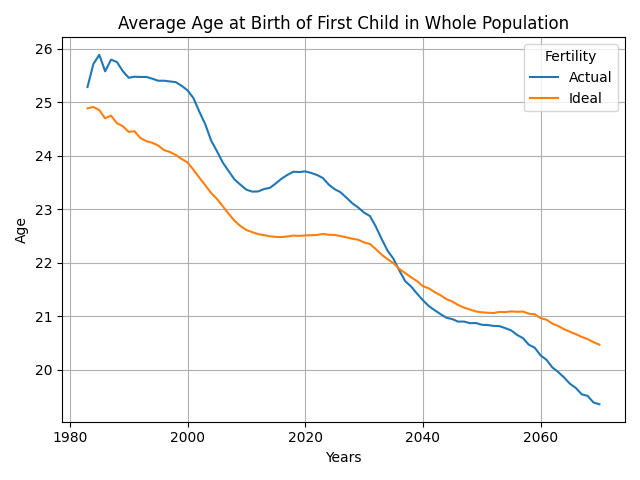 Average Age at Birth of First Child in Whole Population
Fertility
Actual
Ideal
Age
26
25
24
23
22
21
20
1980
2000
2020
2040
2060
Years